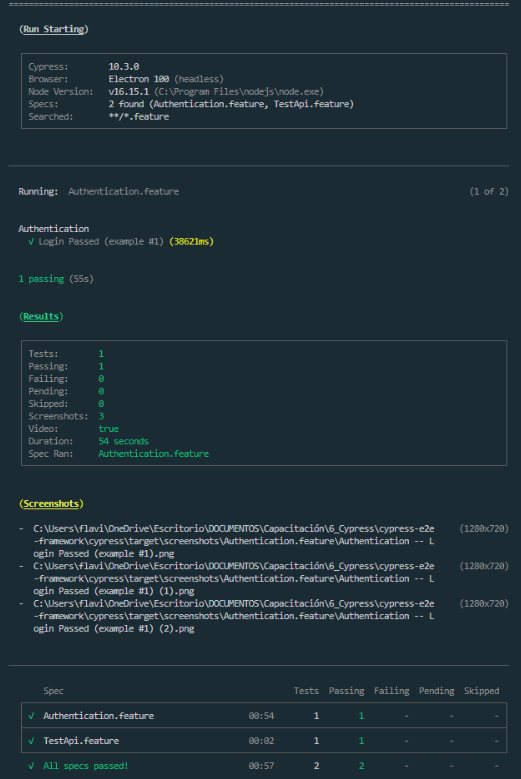 (Run Starting)
Cypress: 10.3.0
Browser: Electron 100 (headless)
Node Version: v16.15.1 (C:\Program Files\nodejs\node.exe)
Specs: 2 found (Authentication.feature, TestApi.feature)
Searched: **/*.feature
Running: Authentication.feature (1 of 2)
Authentication
√ Login Passed (example #1) (38621ms)
1 passing (55s)
(Results)
Tests: 1
Passing: 1
Failing: 0
Pending: 0
Skipped: 0
Screenshots: 3
Video: true
Duration: 54 seconds
Spec Ran: Authentication.feature
(Screenshots)
- C:\Users\flavi\OneDrive\Escritorio\DOCUMENTOS\Capacitación\6_Cypress\cypress-e2e (1280x720)
-framework\cypress\target\screenshots\Authentication.feature\Authentication -- L
ogin Passed (example #1).png
- C:\Users\flavi\OneDrive\Escritorio\DOCUMENTOS\Capacitación\6_Cypress\cypress-e2e (1280x720)
-framework\cypress\target\screenshots\Authentication.feature\Authentication -- L
ogin Passed (example #1) (1).png
- C:\Users\flavi\OneDrive\Escritorio\DOCUMENTOS\Capacitación\6_Cypress\cypress-e2e (1280x720)
-framework\cypress\target\screenshots\Authentication.feature\Authentication -- L
ogin Passed (example #1) (2).png
Spec Tests Passing Failing Pending Skipped
√ Authentication.feature 00:54 1 1 - - -
√ TestApi.feature 00:02 1 1 - - -
√ All specs passed! 00:57 2 2 - - -